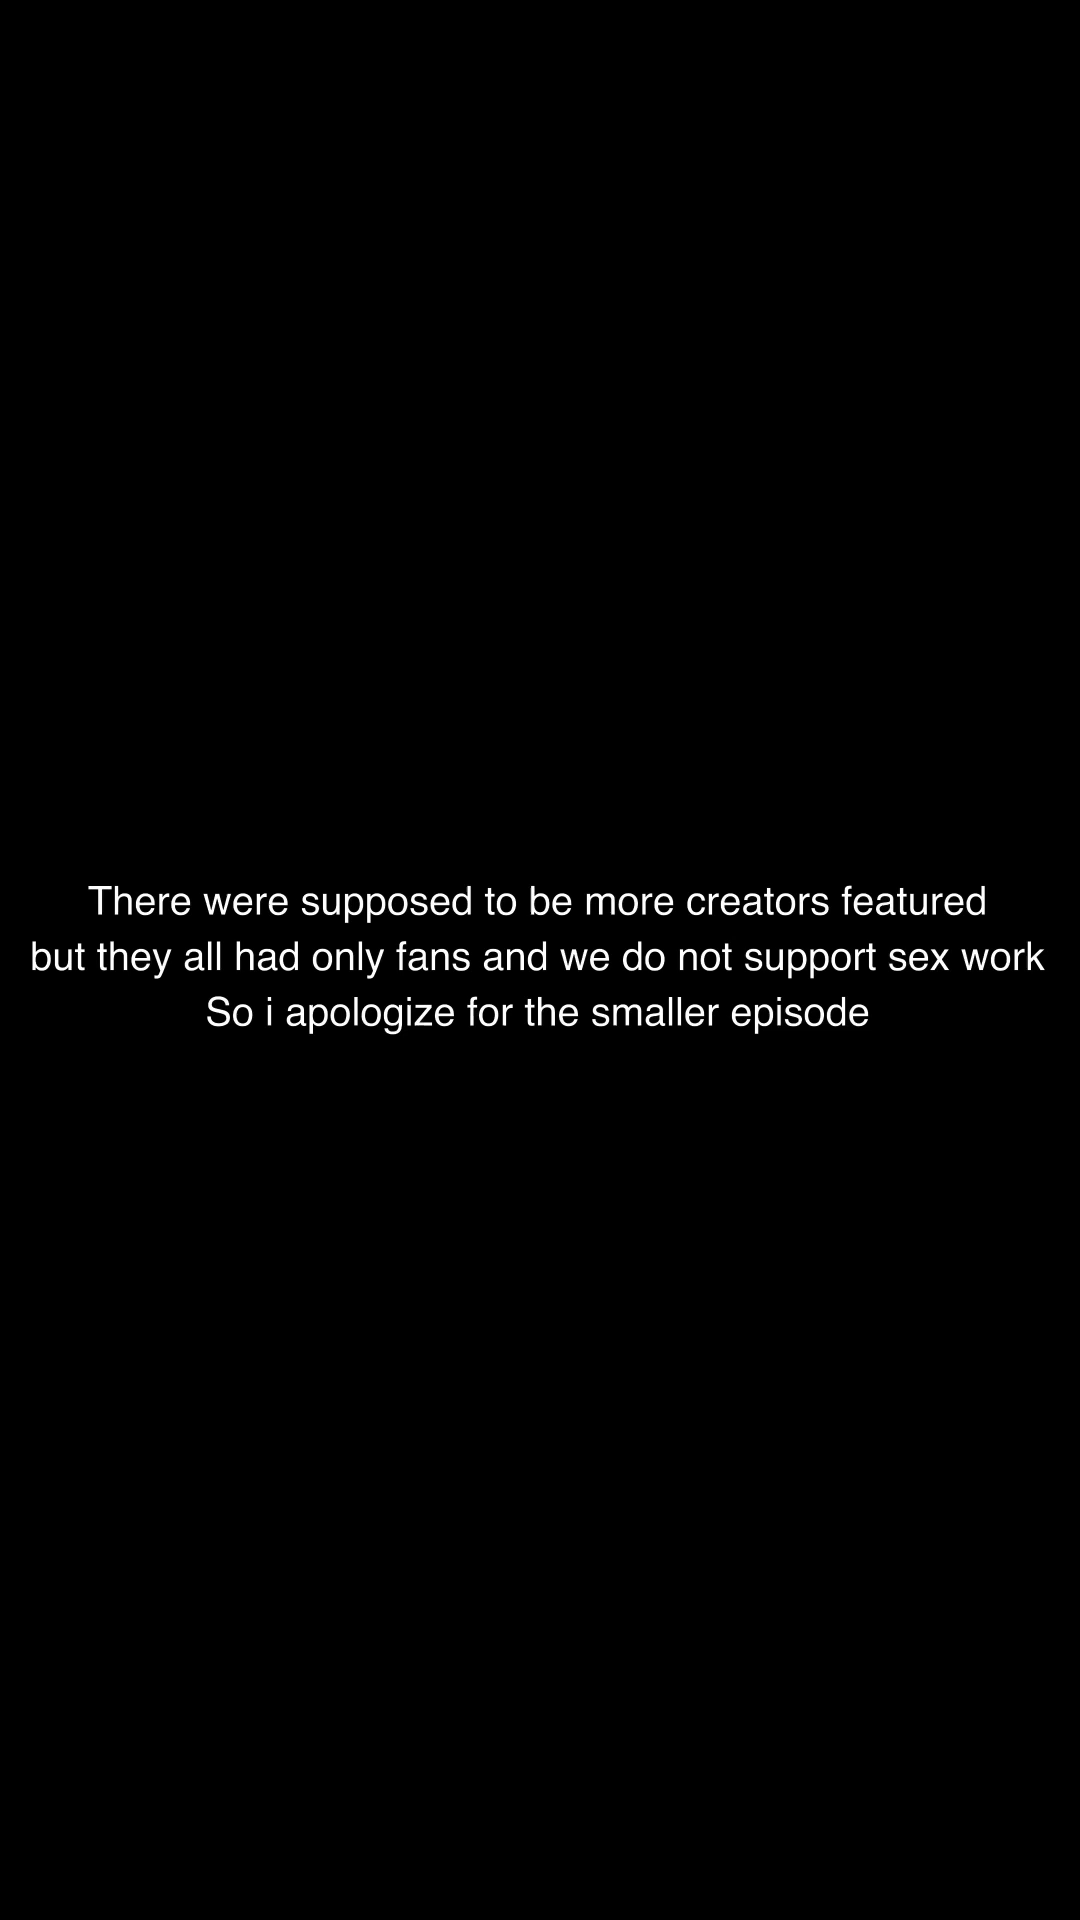 There were supposed to be more creators featured
but they all had only fans and we do not support sex work
So i apologize for the smaller episode